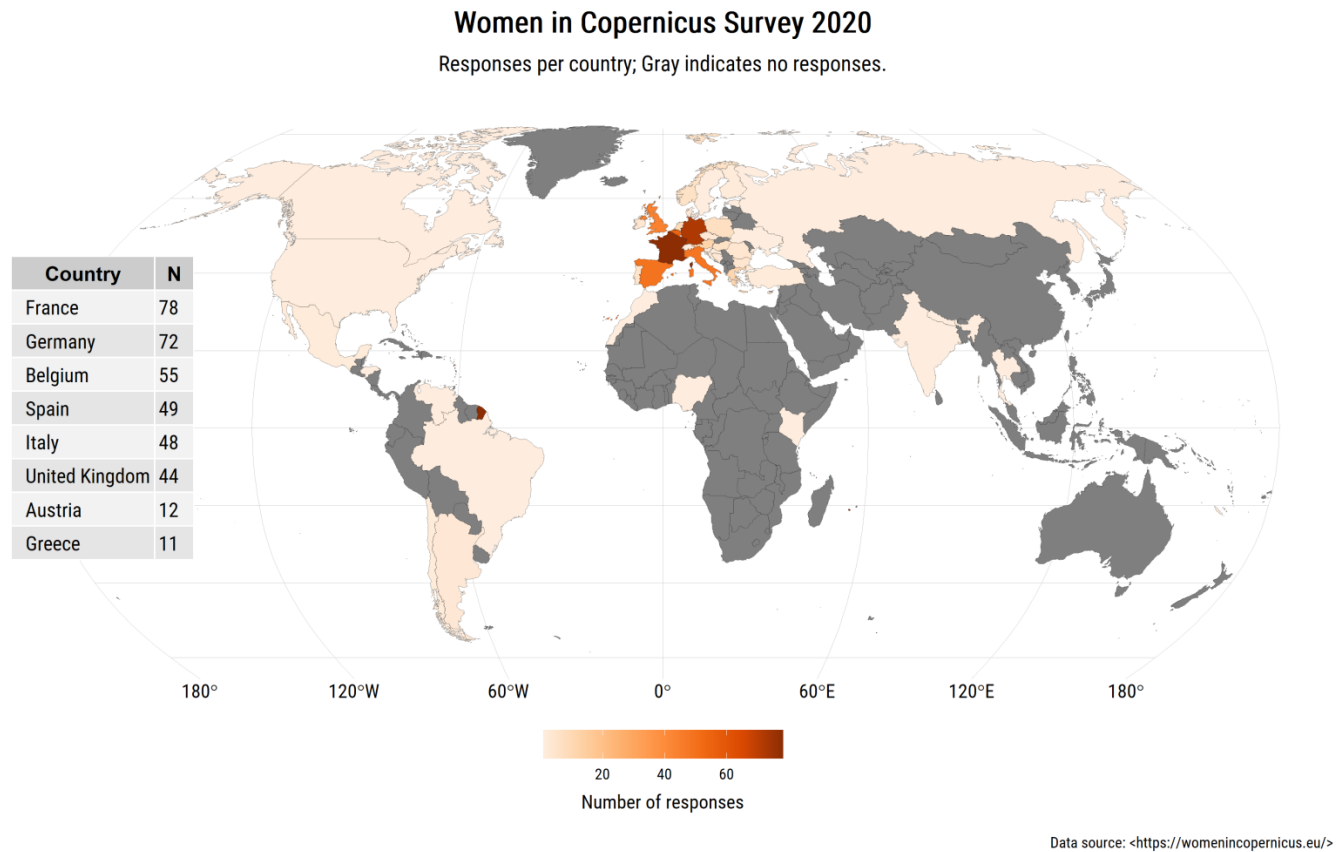 Women in Copernicus Survey 2020
Responses per country; Gray indicates no responses.
Country N
France 78
Germany 72
Belgium 55
Spain 49
Italy 48
United Kingdom 44
Austria 12
Greece 11
180° 120°W 60°W 0° 60°E 120°E 180°
20 40 60
Number of responses
Data source: <https://womenincopernicus.eu/>